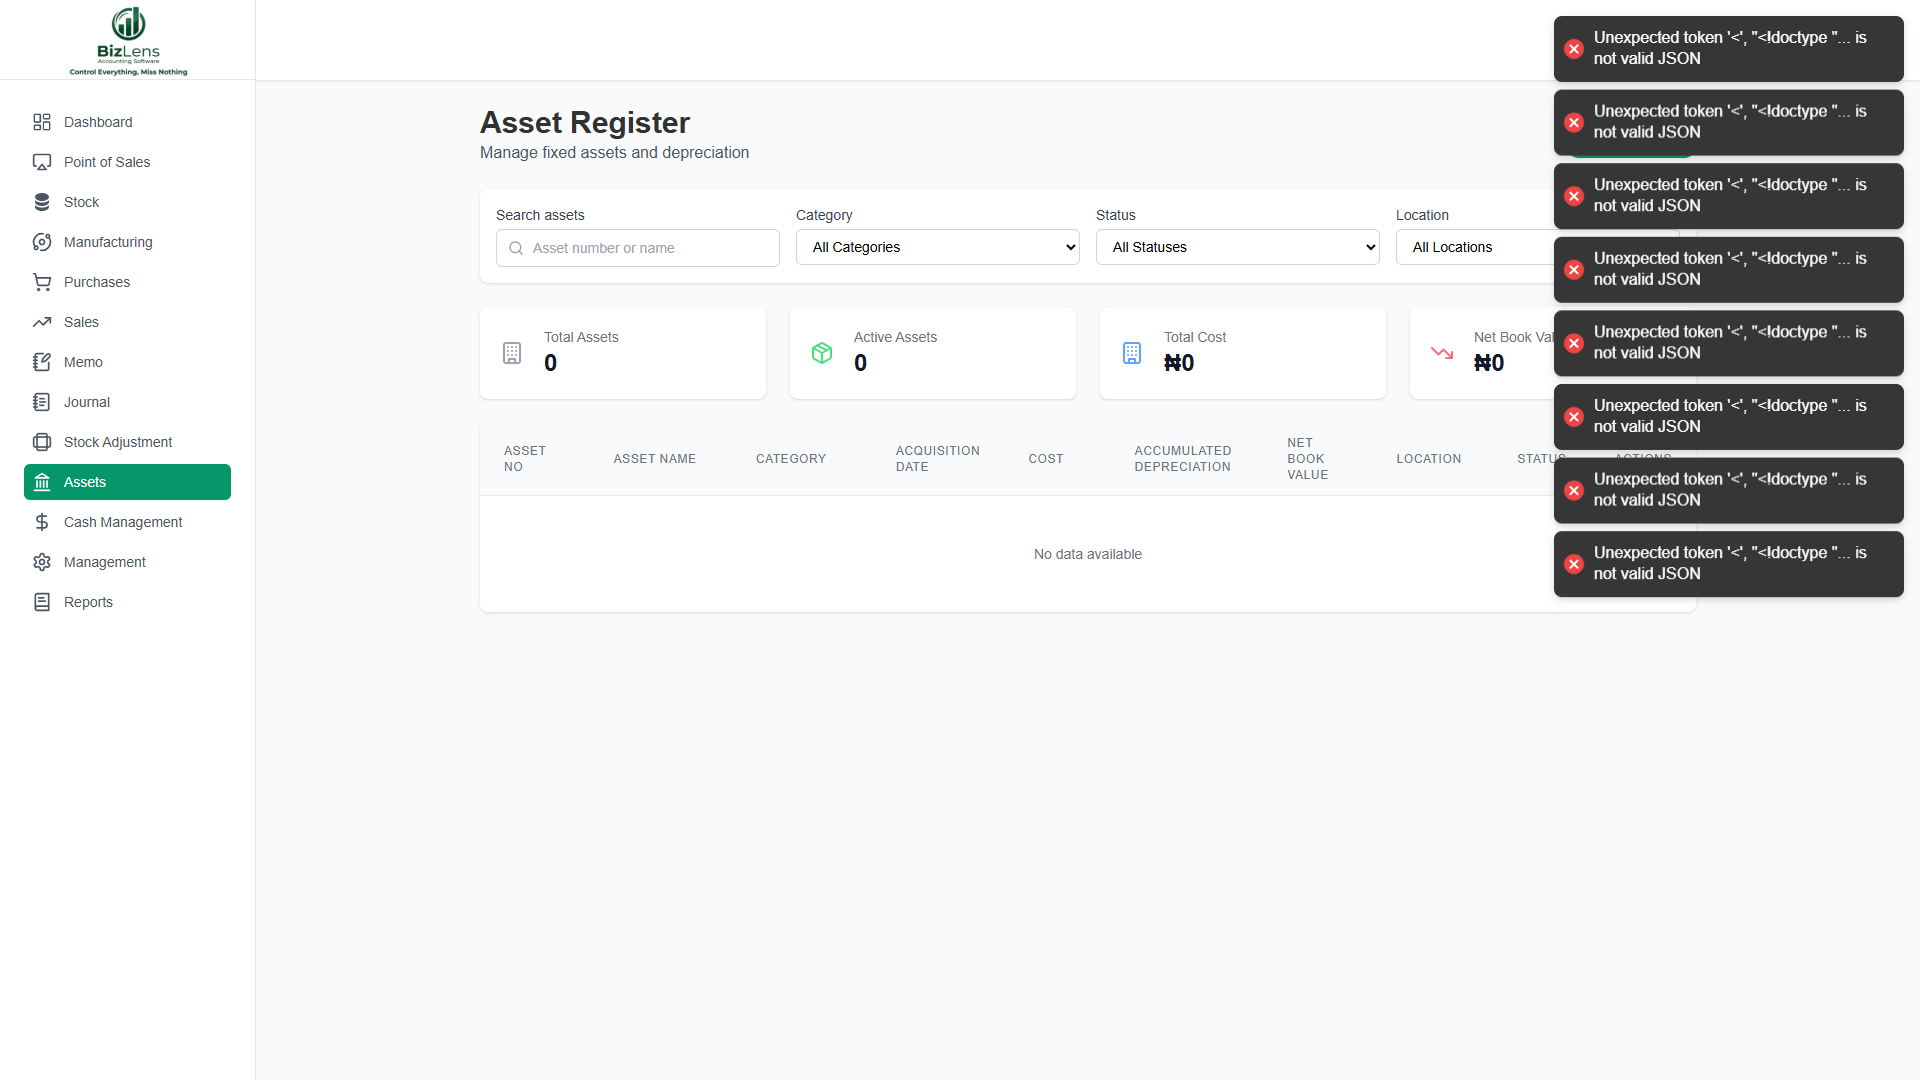 BizLens
Accounting Software
Control Everything, Miss Nothing
Dashboard
Point of Sales
Stock
Manufacturing
Purchases
Sales
Memo
Journal
Stock Adjustment
Assets
Cash Management
Management
Reports
Asset Register
Manage fixed assets and depreciation
Search assets
Asset number or name
Category
All Categories
Status
All Statuses
Location
All Locations
Total Assets
0
Active Assets
0
Total Cost
₦0
Net Book Val
₦0
ASSET
NO
ASSET NAME
CATEGORY
ACQUISITION
DATE
COST
ACCUMULATED
DEPRECIATION
NET
BOOK
VALUE
LOCATION
STATUS
ACTIONS
No data available
Unexpected token '<', "<!doctype "... is
not valid JSON
Unexpected token '<', "<!doctype "... is
not valid JSON
Unexpected token '<', "<!doctype "... is
not valid JSON
Unexpected token '<', "<!doctype "... is
not valid JSON
Unexpected token '<', "<!doctype "... is
not valid JSON
Unexpected token '<', "<!doctype "... is
not valid JSON
Unexpected token '<', "<!doctype "... is
not valid JSON
Unexpected token '<', "<!doctype "... is
not valid JSON